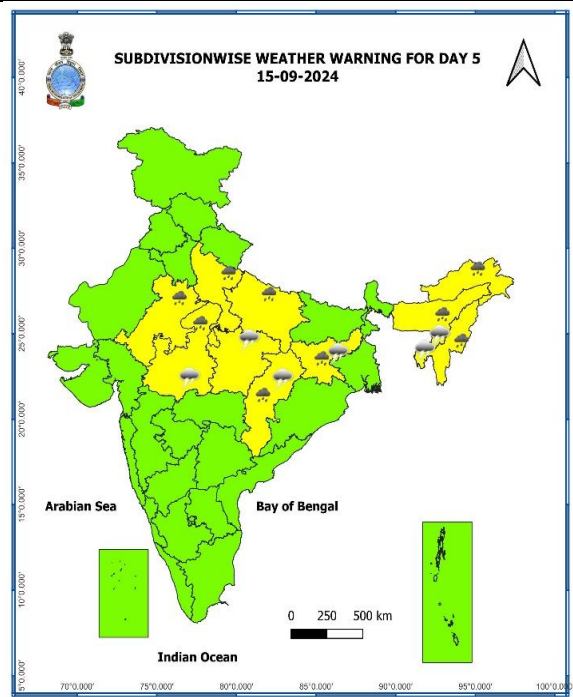 SUBDIVISIONWISE WEATHER WARNING FOR DAY 5
15-09-2024
40°0.000'
35°0.000'
30°0.000'
25°0.000'
20°0.000'
15°0.000'
10°0.000'
5°0.000'
Arabian Sea
Bay of Bengal
0 250 500 km
Indian Ocean
70°0.000' 75°0.000' 80°0.000' 85°0.000' 90°0.000' 95°0.000' 100°0.000'